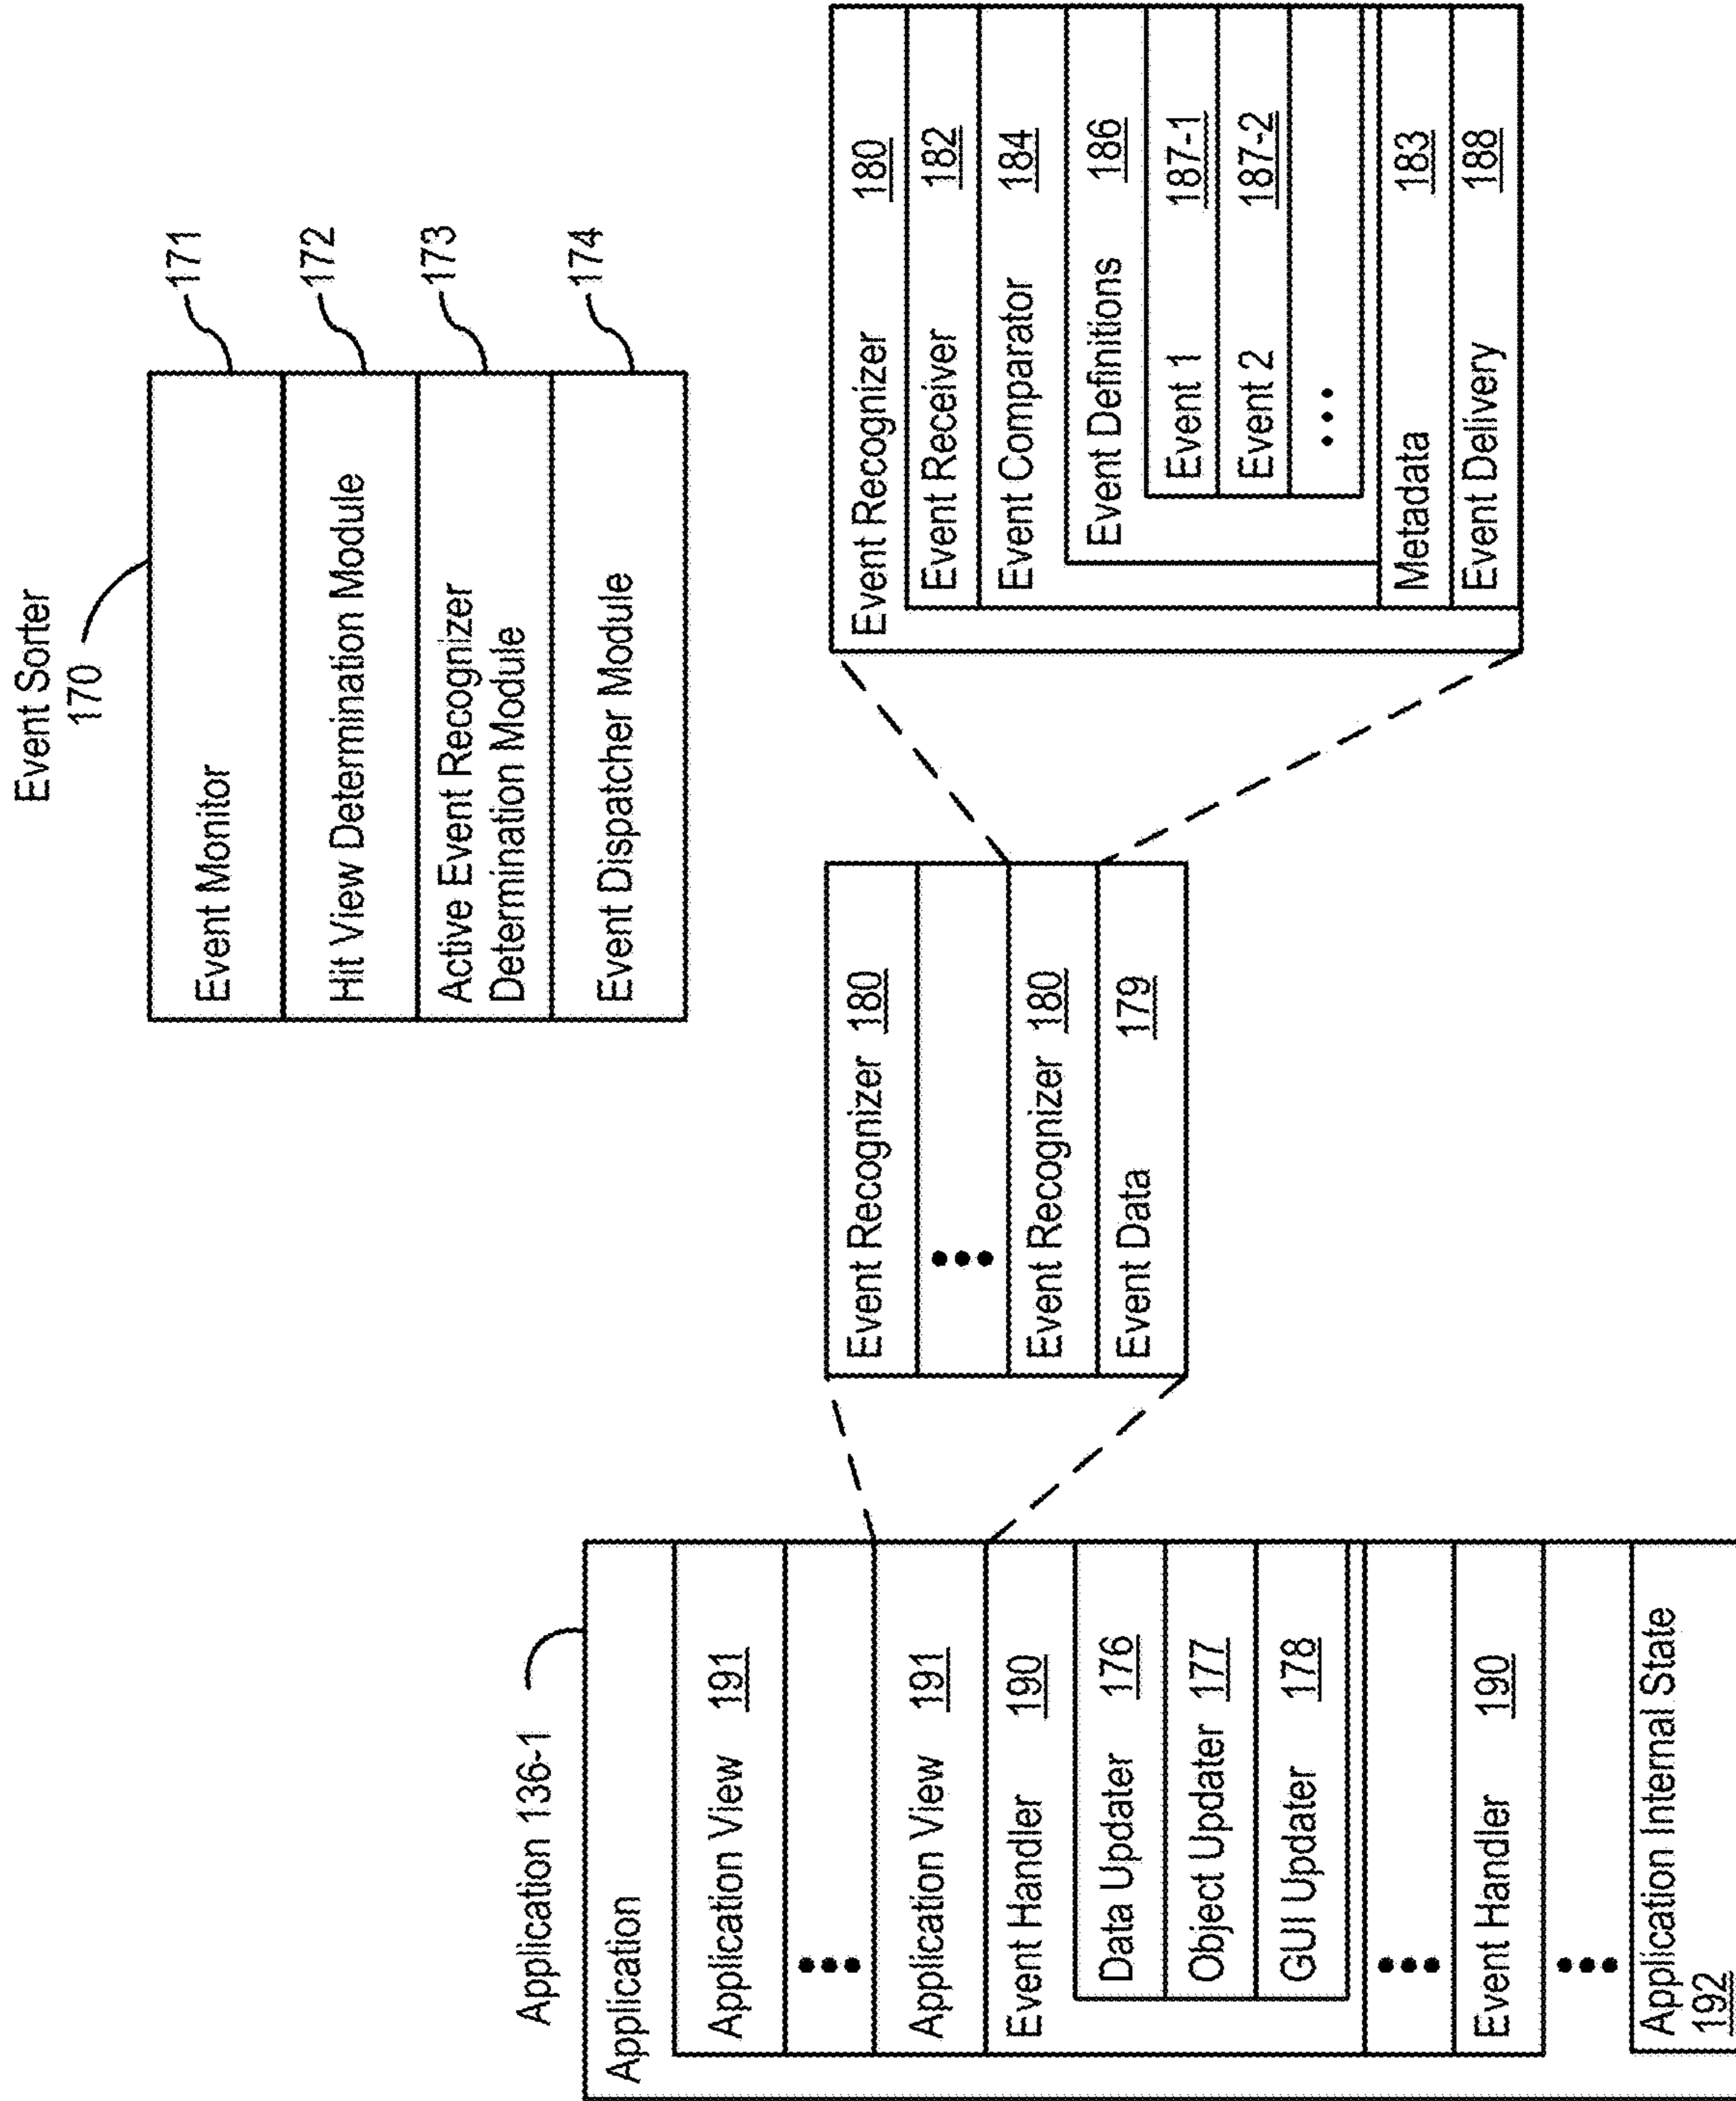 Event Sorter
170
Event Monitor
171
Hit View Determination Module
172
Active Event Recognizer
Determination Module
173
Event Dispatcher Module
174
Application 136-1
Application
Application View 191
•••
Application View 191
Event Handler 190
Data Updater 176
Object Updater 177
GUI Updater 178
•••
Event Handler 190
•••
Application Internal State
192
Event Recognizer 180
•••
Event Recognizer 180
Event Data 179
Event Recognizer 180
Event Receiver 182
Event Comparator 184
Event Definitions 186
Event 1 187-1
Event 2 187-2
•••
Metadata 183
Event Delivery 188